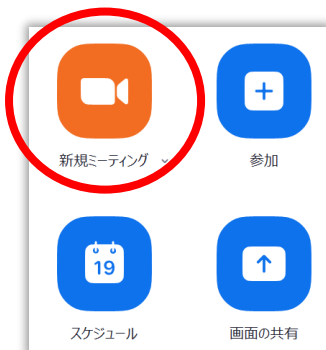 新規ミーティング
参加
19
スケジュール
画面の共有